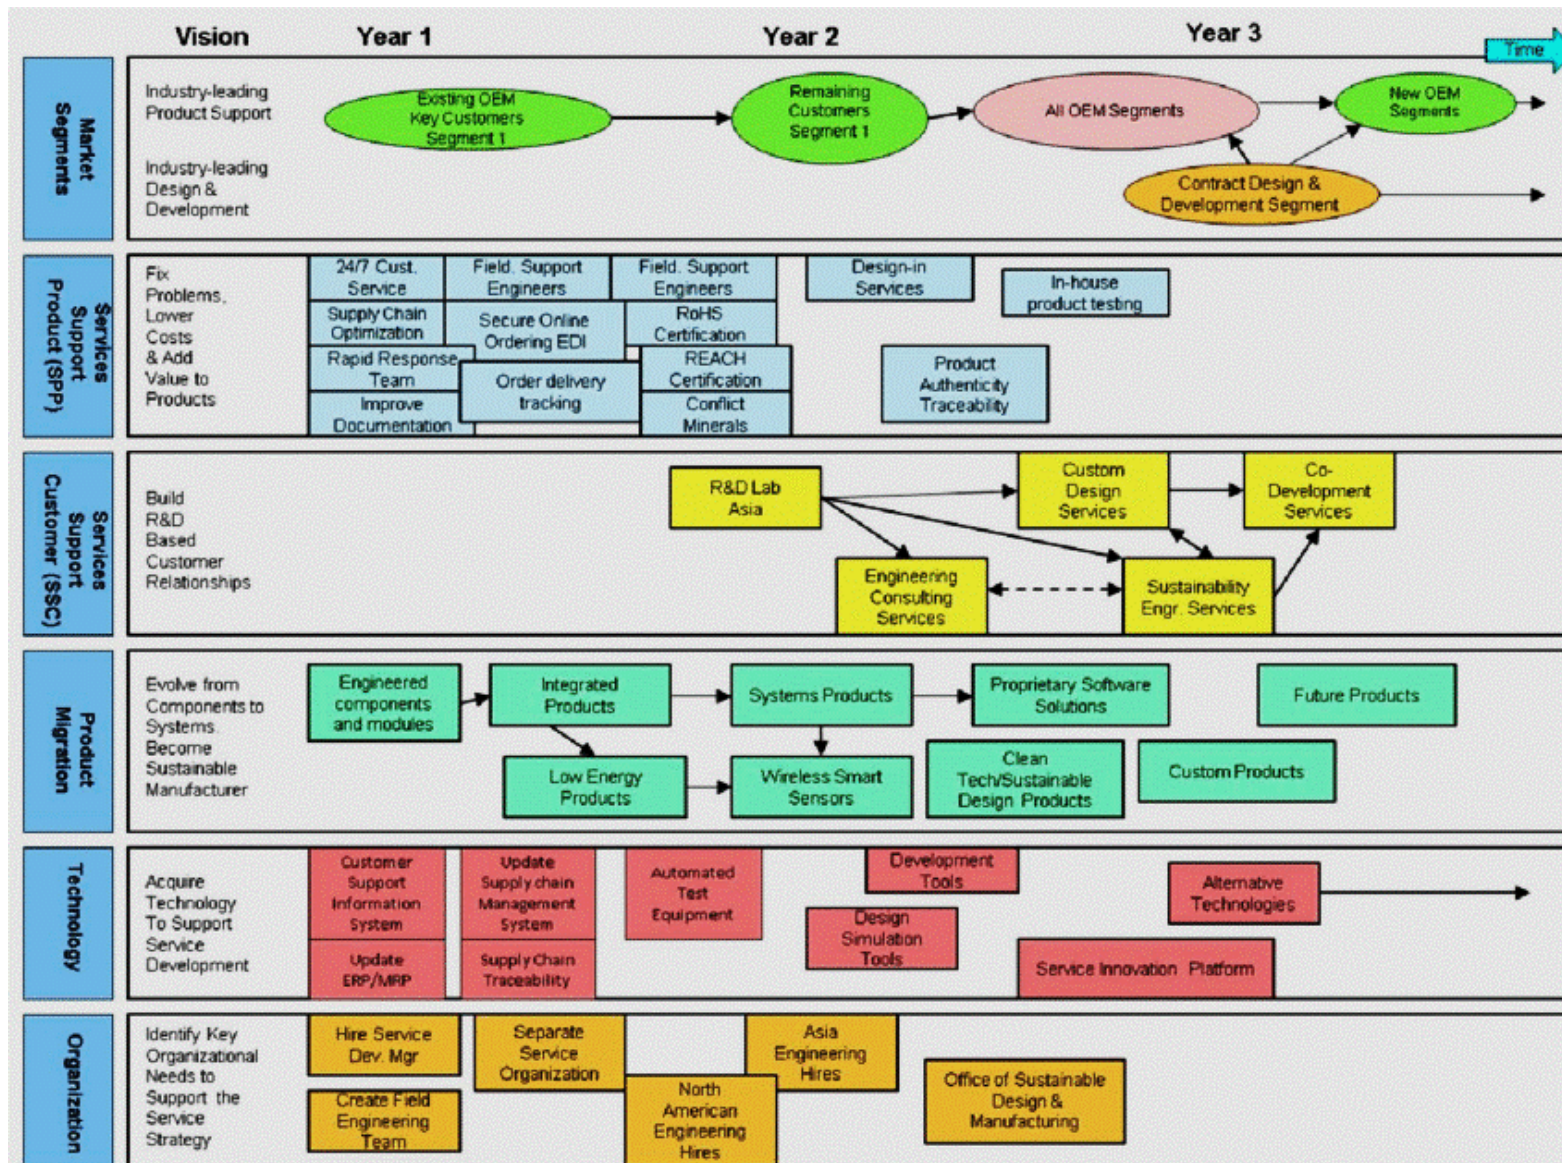 Vision
Year 1
Year 2
Year 3
Time
Market
Segments
Industry-leading
Product Support
Industry-leading
Design &
Development
Existing OEM
Key Customers
Segment 1
Remaining
Customers
Segment 1
All OEM Segments
New OEM
Segments
Contract Design &
Development Segment
Services
Support
Product (SPP)
Fix
Problems,
Lower
Costs
& Add
Value to
Products
24/7 Cust.
Service
Field. Support
Engineers
Field. Support
Engineers
Design-in
Services
In-house
product testing
Supply Chain
Optimization
Secure Online
Ordering EDI
RoHS
Certification
Rapid Response
Team
Order delivery
tracking
REACH
Certification
Product
Authenticity
Traceability
Improve
Documentation
Conflict
Minerals
Services
Support
Customer (SSC)
Build
R&D
Based
Customer
Relationships
R&D Lab
Asia
Custom
Design
Services
Co-
Development
Services
Engineering
Consulting
Services
Sustainability
Engr. Services
Product
Migration
Evolve from
Components to
Systems.
Become
Sustainable
Manufacturer
Engineered
components
and modules
Integrated
Products
Systems Products
Proprietary Software
Solutions
Future Products
Low Energy
Products
Wireless Smart
Sensors
Clean
Tech/Sustainable
Design Products
Custom Products
Technology
Acquire
Technology
To Support
Service
Development
Customer
Support
Information
System
Update
Supply chain
Management
System
Automated
Test
Equipment
Development
Tools
Alternative
Technologies
Design
Simulation
Tools
Update
ERP/MRP
Supply Chain
Traceability
Service Innovation Platform
Organization
Identify Key
Organizational
Needs to
Support the
Service
Strategy
Hire Service
Dev. Mgr
Separate
Service
Organization
Asia
Engineering
Hires
Office of Sustainable
Design &
Manufacturing
Create Field
Engineering
Team
North
American
Engineering
Hires